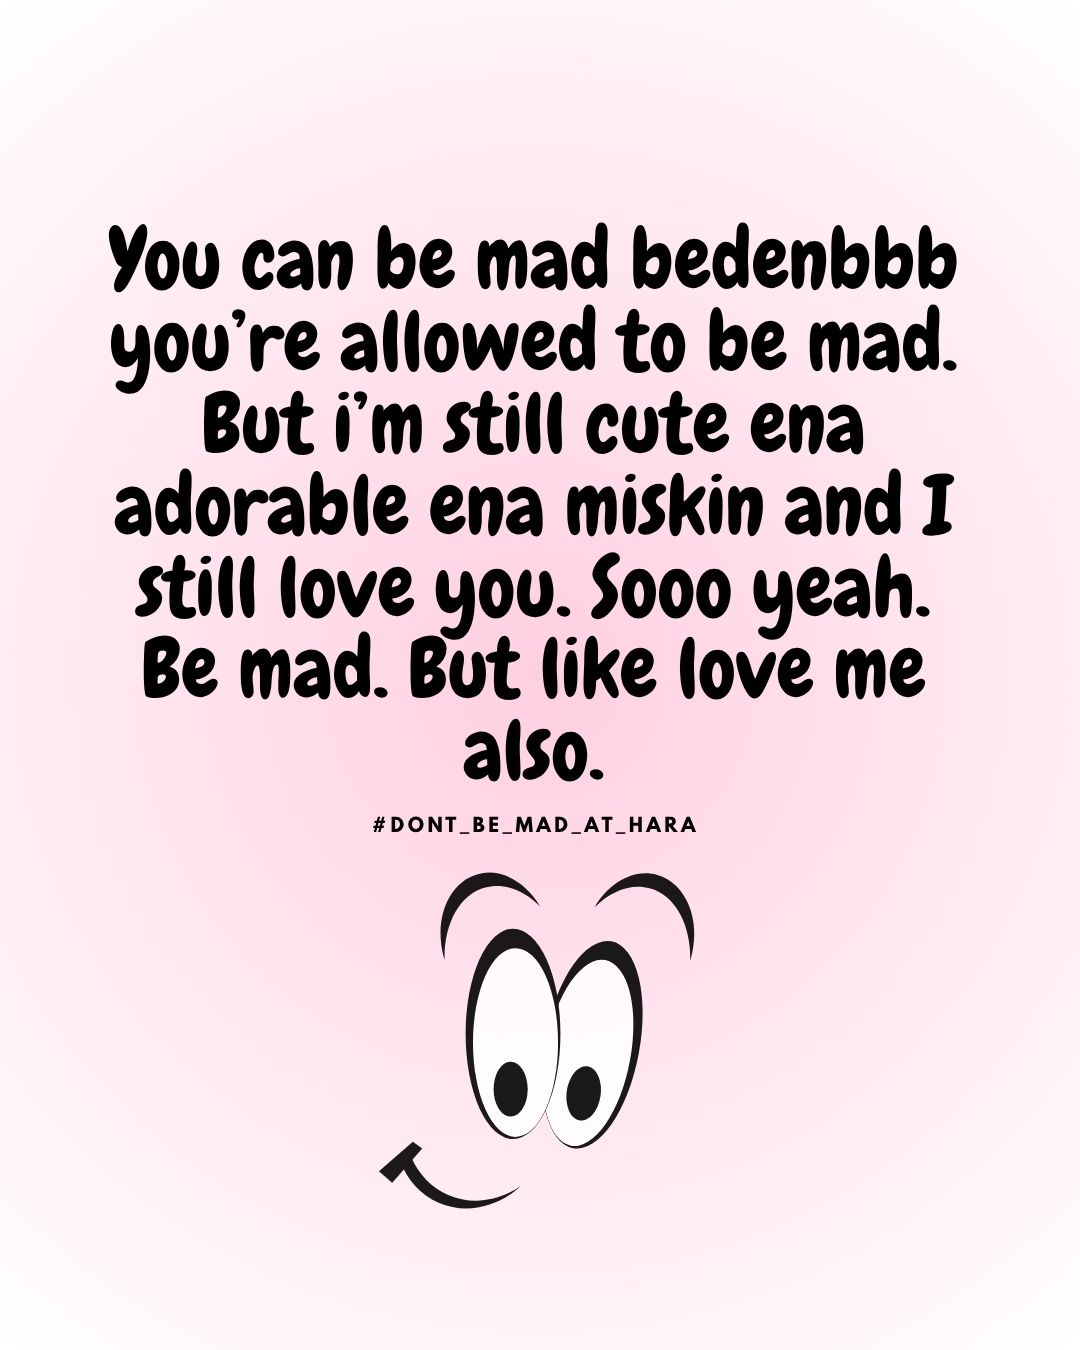 You can be mad bedenbbb
you’re allowed to be mad.
But i’m still cute ena
adorable ena miskin and I
still love you. Sooo yeah.
Be mad. But like love me
also.
#DONT_BE_MAD_AT_HARA